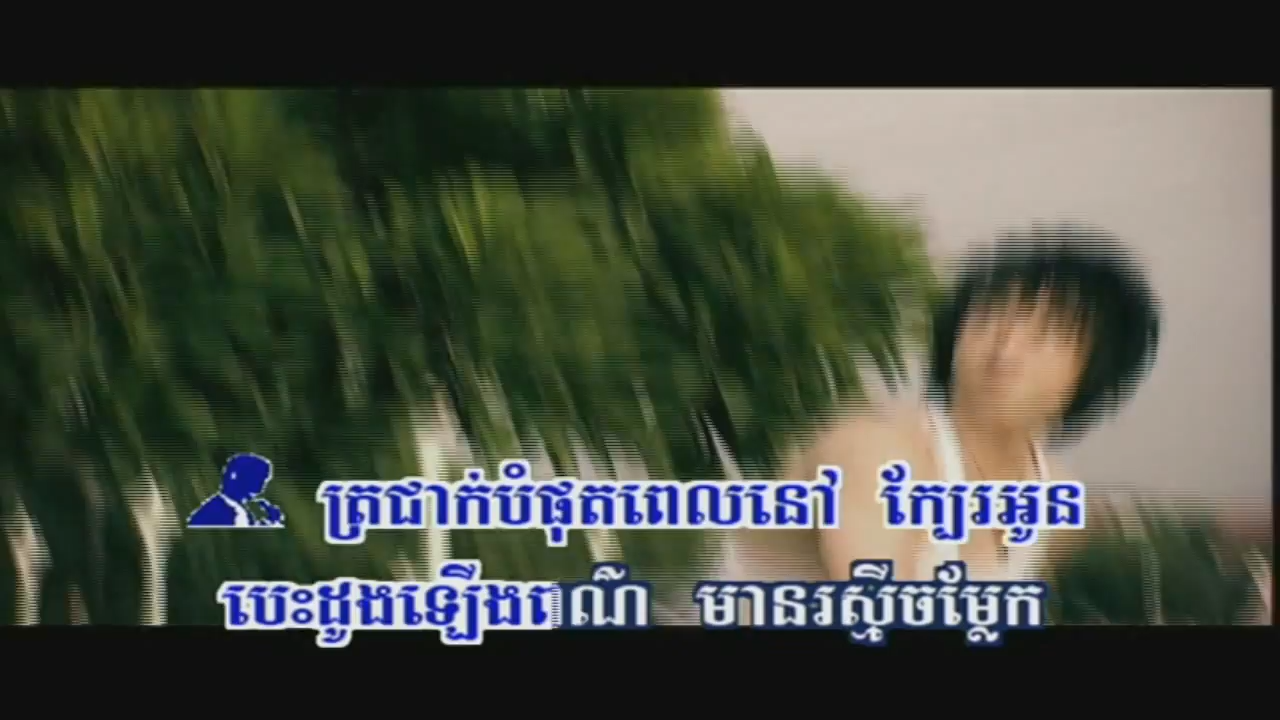 ត្រជាក់បំផុតពេលនៅ ក្បែរអូន
បេះដូងឡើងពណ៌ មានរស្មីចម្លែក